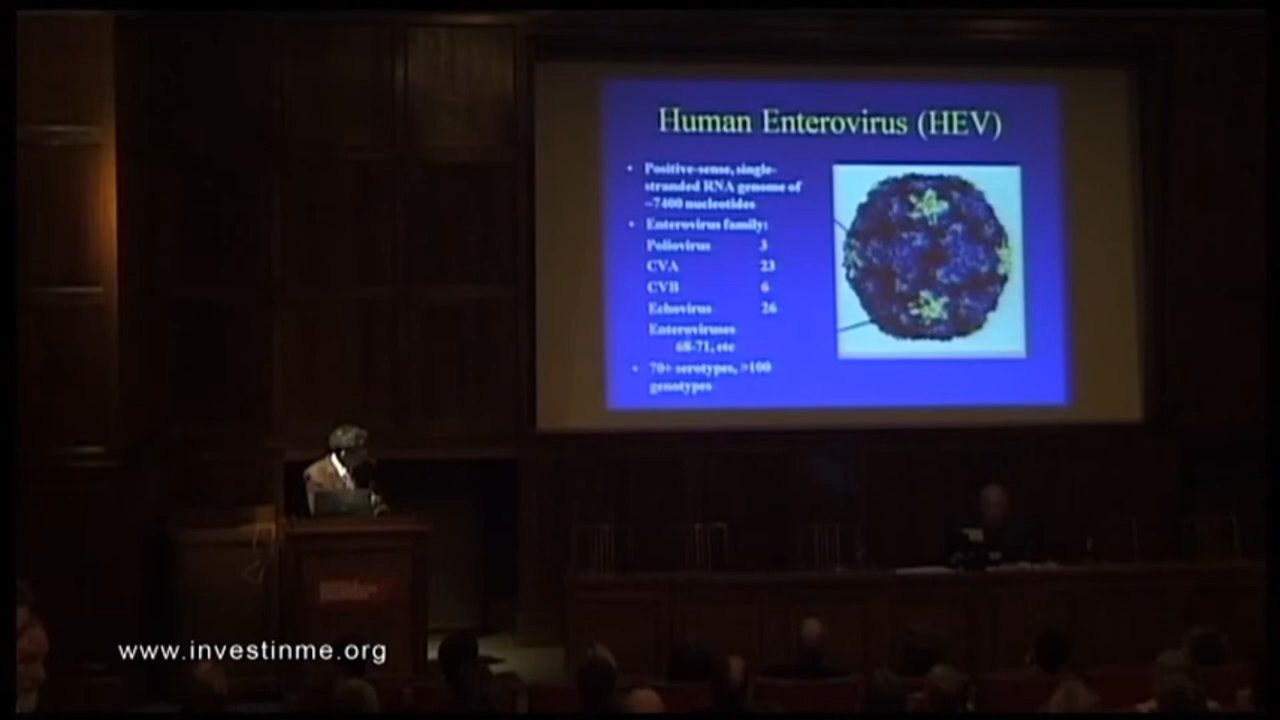 Human Enterovirus (HEV)
• Positive-sense, single-
stranded RNA genome of
~7400 nucleotides
• Enterovirus family:
Poliovirus 3
CVA 23
CVB 6
Echovirus 26
Enteroviruses
68-71, etc
• 70+ serotypes, >100
genotypes
www.investinme.org